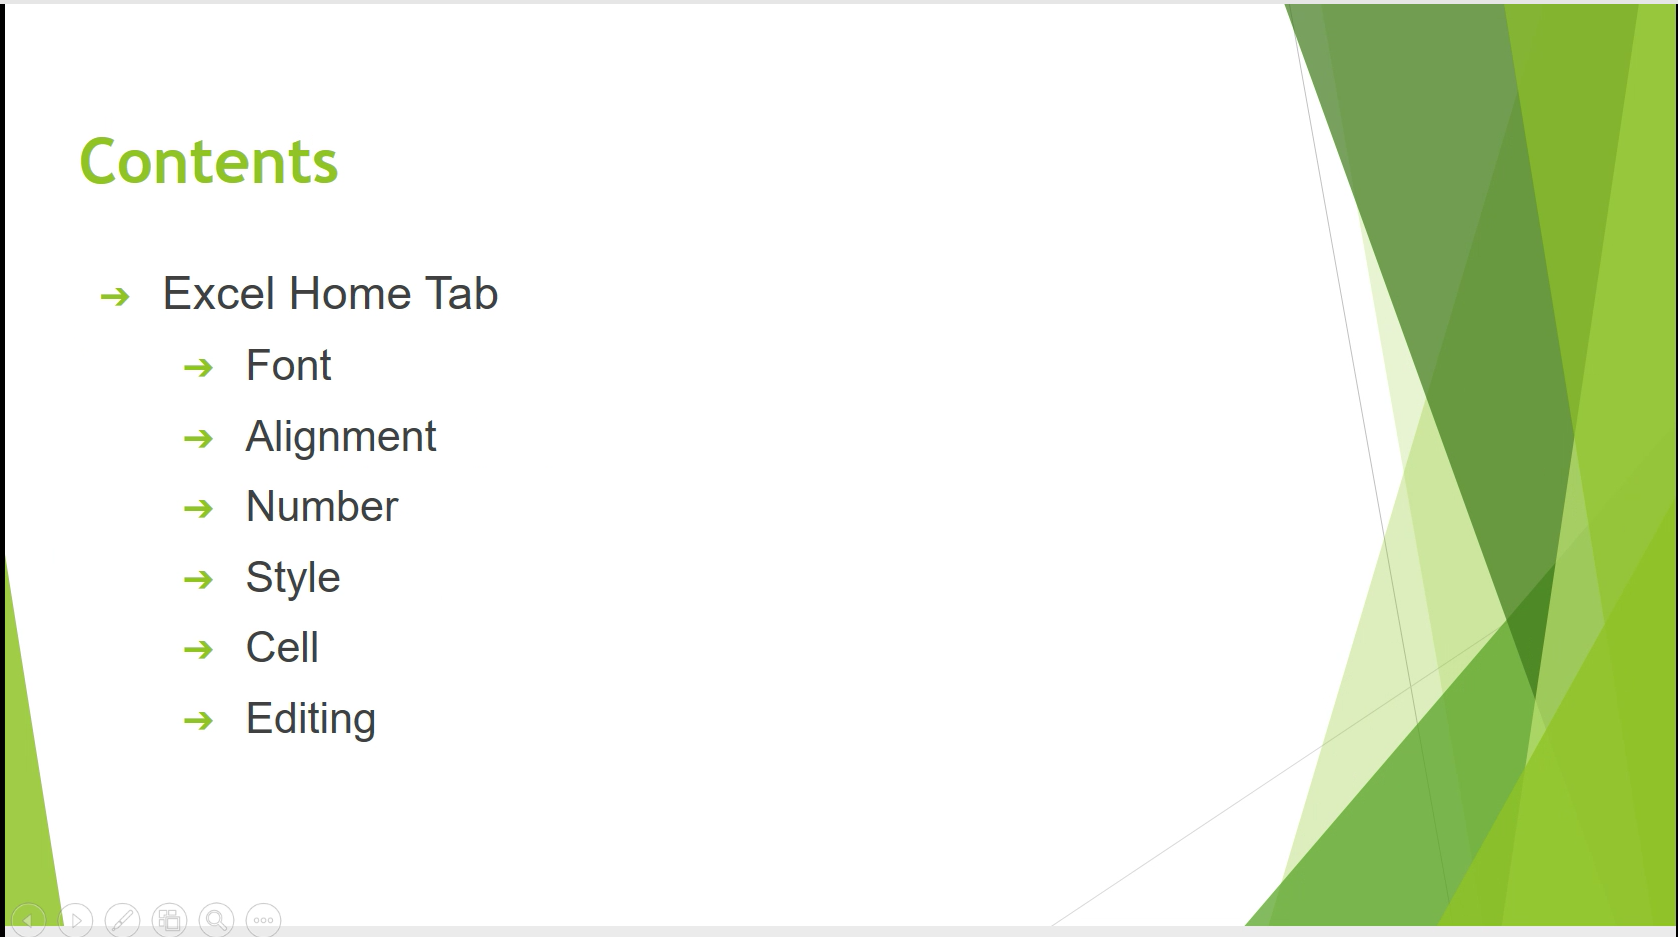 Contents
➔ Excel Home Tab
➔ Font
➔ Alignment
➔ Number
➔ Style
➔ Cell
➔ Editing